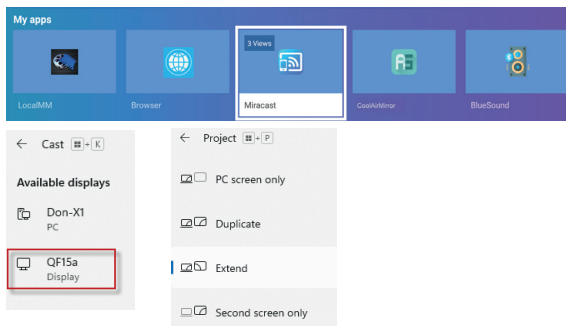 My apps
3 Views
LocalMM
Browser
Miracast
CoolAirMirror
BlueSound
← Cast ⊞ + K
Available displays
Don-X1
PC
QF15a
Display
← Project ⊞ + P
PC screen only
Duplicate
Extend
Second screen only